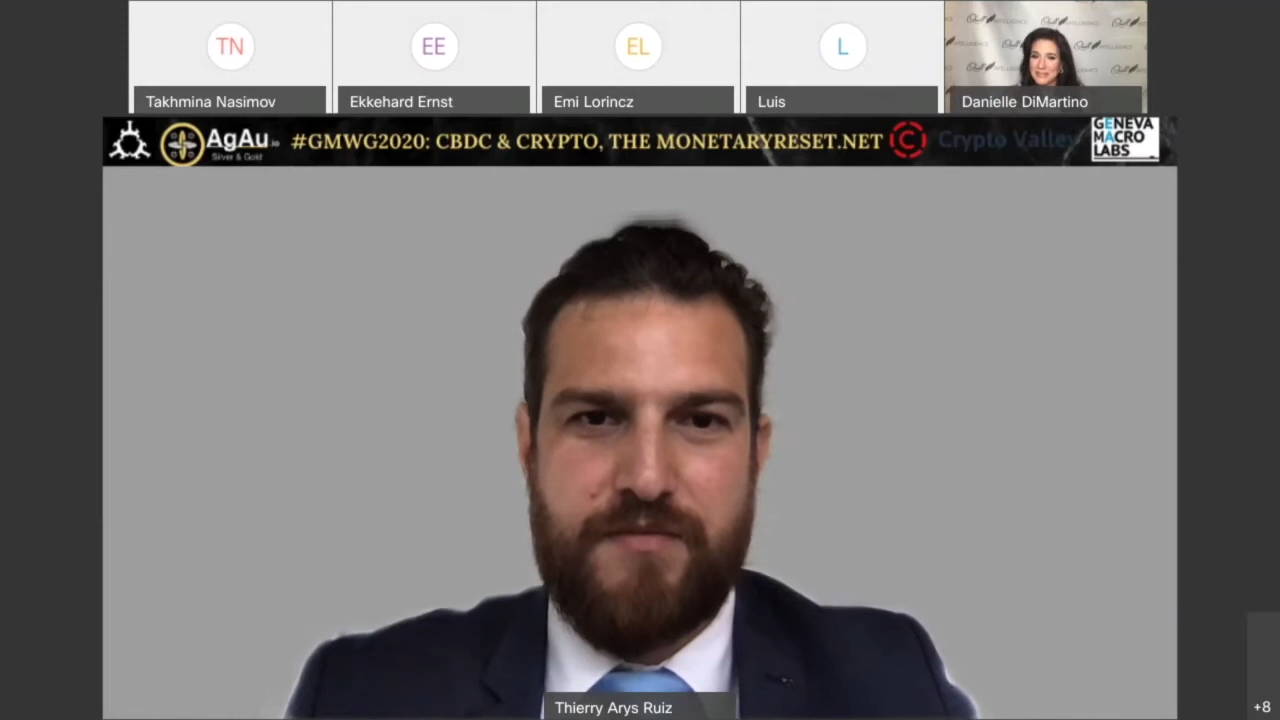 TN
EE
EL
L
Takhmina Nasimov
Ekkehard Ernst
Emi Lorincz
Luis
Danielle DiMartino
AgAu.io
Silver & Gold
#GMWG2020: CBDC & CRYPTO, THE MONETARYRESET.NET
Crypto Valley
GENEVA
MACRO
LABS
Thierry Arys Ruiz
+8